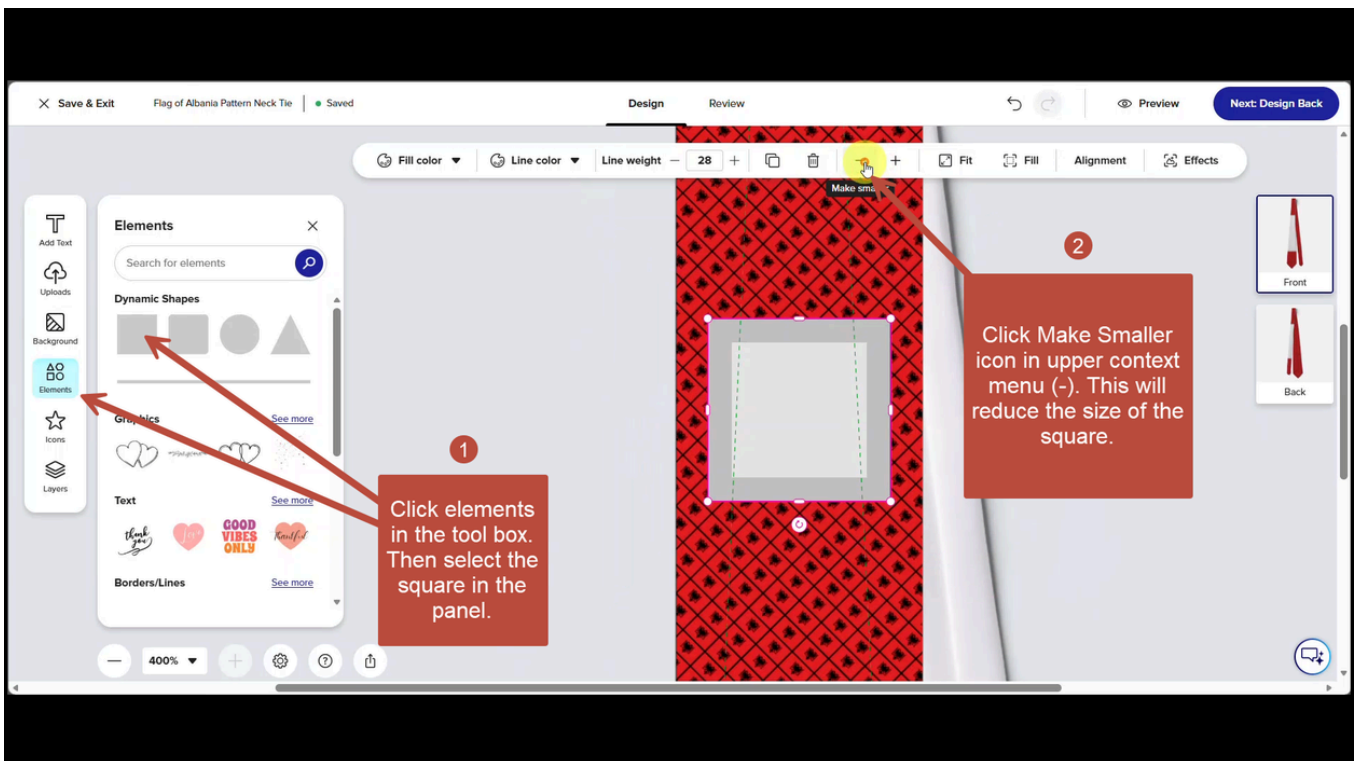 Save & Exit
Flag of Albania Pattern Neck Tie
Saved
Design
Review
Preview
Next: Design Back
Fill color
Line color
Line weight
28
Fit
Fill
Alignment
Effects
Make
Add Text
Uploads
Background
Elements
Icons
Layers
Elements
Search for elements
Dynamic Shapes
Graphics
See more
Text
See more
thank you
GOOD
VIBES
ONLY
Borders/Lines
See more
400%
1
Click elements
in the tool box.
Then select the
square in the
panel.
2
Click Make Smaller
icon in upper context
menu (-). This will
reduce the size of the
square.
Front
Back